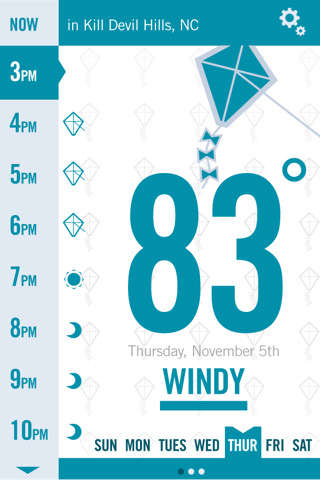 NOW
in Kill Devil Hills, NC
3PM
4PM
5PM
6PM
7PM
8PM
9PM
10PM
83°
Thursday, November 5th
WINDY
SUN MON TUES WED THUR FRI SAT